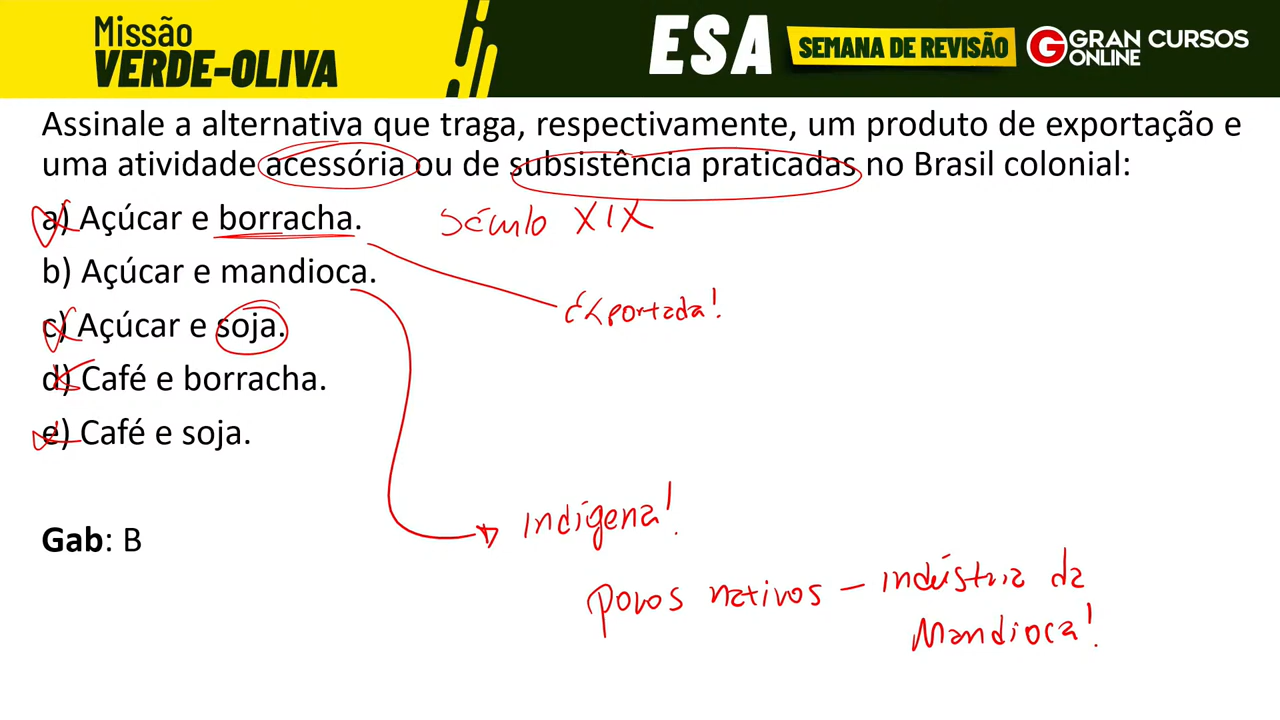 Missão
VERDE-OLIVA
ESA
SEMANA DE REVISÃO
GRAN CURSOS
ONLINE
Assinale a alternativa que traga, respectivamente, um produto de exportação e
uma atividade acessória ou de subsistência praticadas no Brasil colonial:
a) Açúcar e borracha.
século XIX
b) Açúcar e mandioca.
Exportada!
c) Açúcar e soja.
d) Café e borracha.
e) Café e soja.
Gab: B
indígena!
povos nativos – indústria da
Mandioca!